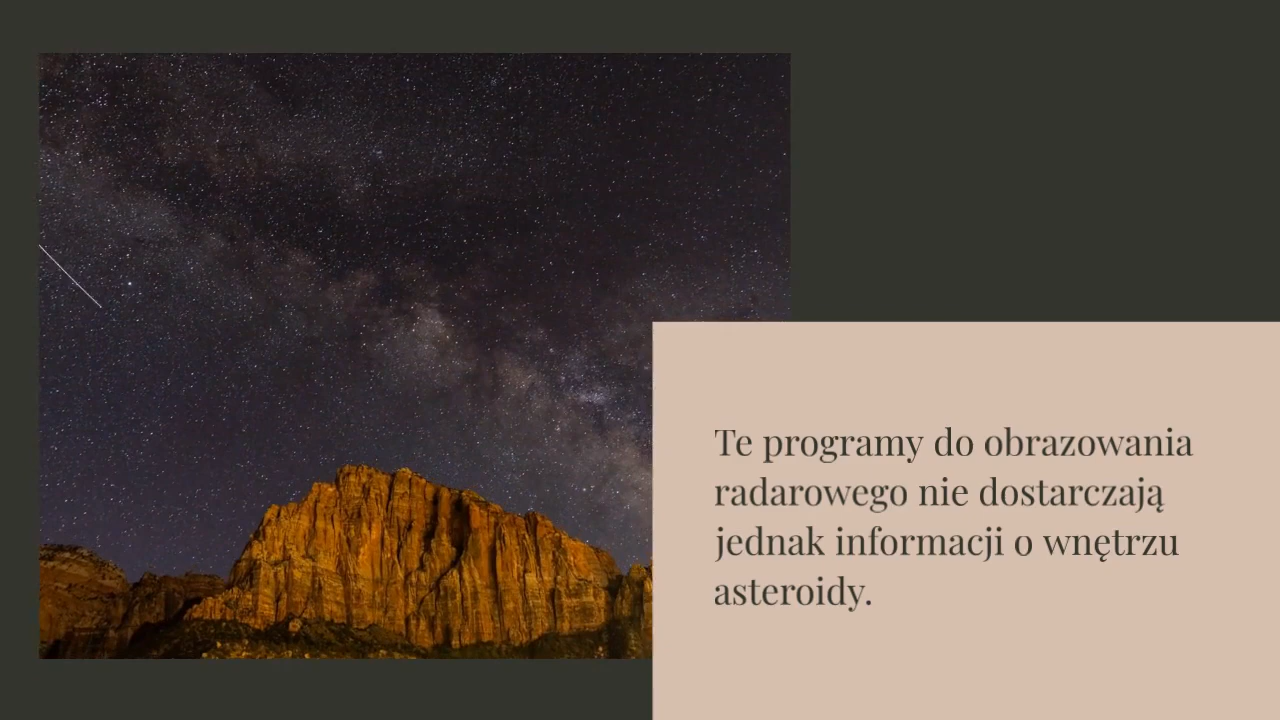 Te programy do obrazowania
radarowego nie dostarczają
jednak informacji o wnętrzu
asteroidy.